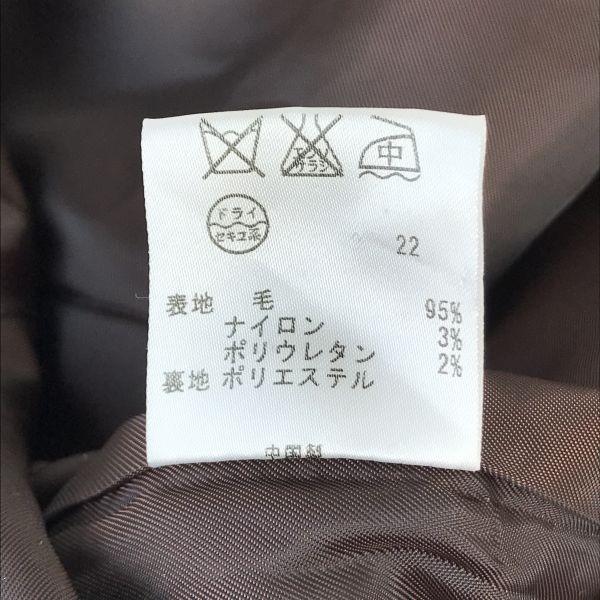 エンソ
サラシ
中
ドライ
セキユ系
22
表地 毛 95%
ナイロン 3%
ポリウレタン 2%
裏地 ポリエステル
中国製